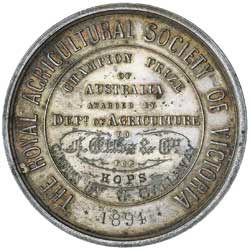 THE ROYAL AGRICULTURAL SOCIETY OF VICTORIA
CHAMPION PRIZE
OF
AUSTRALIA
AWARDED BY
DEPT OF AGRICULTURE
TO
& Co
FOR
HOPS
1894